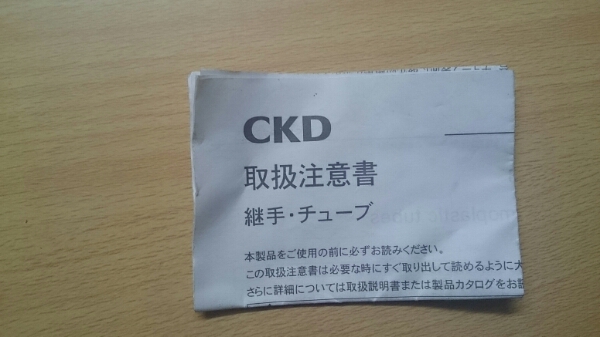 CKD
取扱注意書
継手・チューブ
本製品をご使用の前に必ずお読みください。
この取扱注意書は必要な時にすぐ取り出して読めるように大
さらに詳細については取扱説明書または製品カタログをお